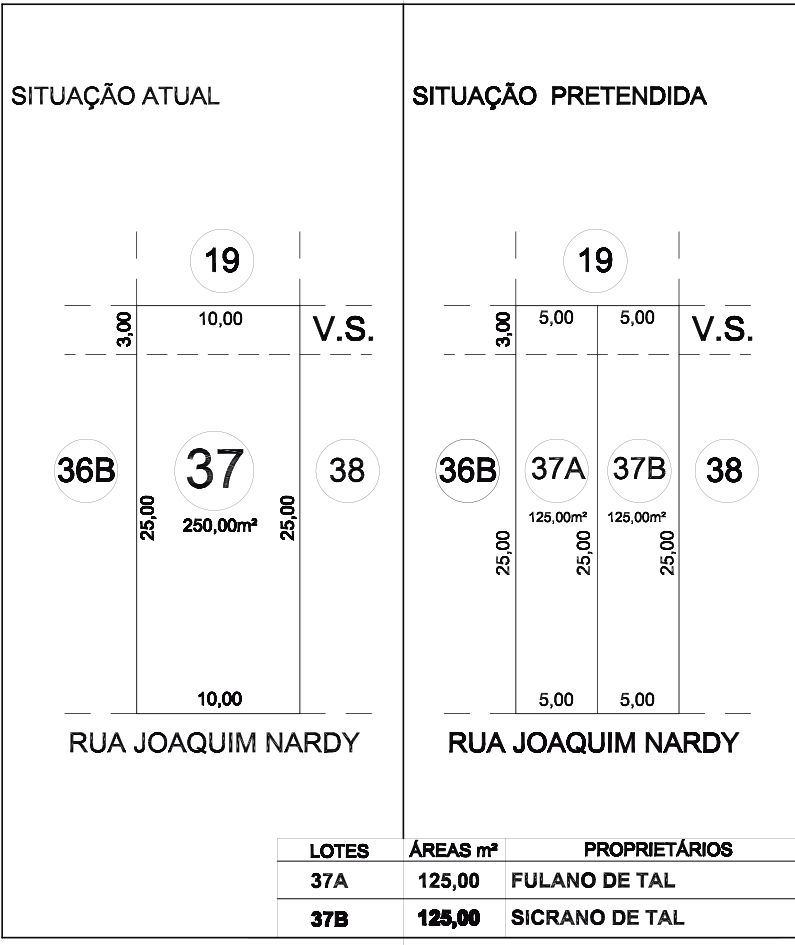 SITUAÇÃO ATUAL
19
3,00
10,00
V.S.
36B
37
38
250,00m²
25,00
25,00
10,00
RUA JOAQUIM NARDY
SITUAÇÃO PRETENDIDA
19
3,00
5,00 5,00
V.S.
36B
37A
37B
38
125,00m² 125,00m²
25,00
25,00
25,00
5,00 5,00
RUA JOAQUIM NARDY
LOTES ÁREAS m² PROPRIETÁRIOS
37A 125,00 FULANO DE TAL
37B 125,00 SICRANO DE TAL